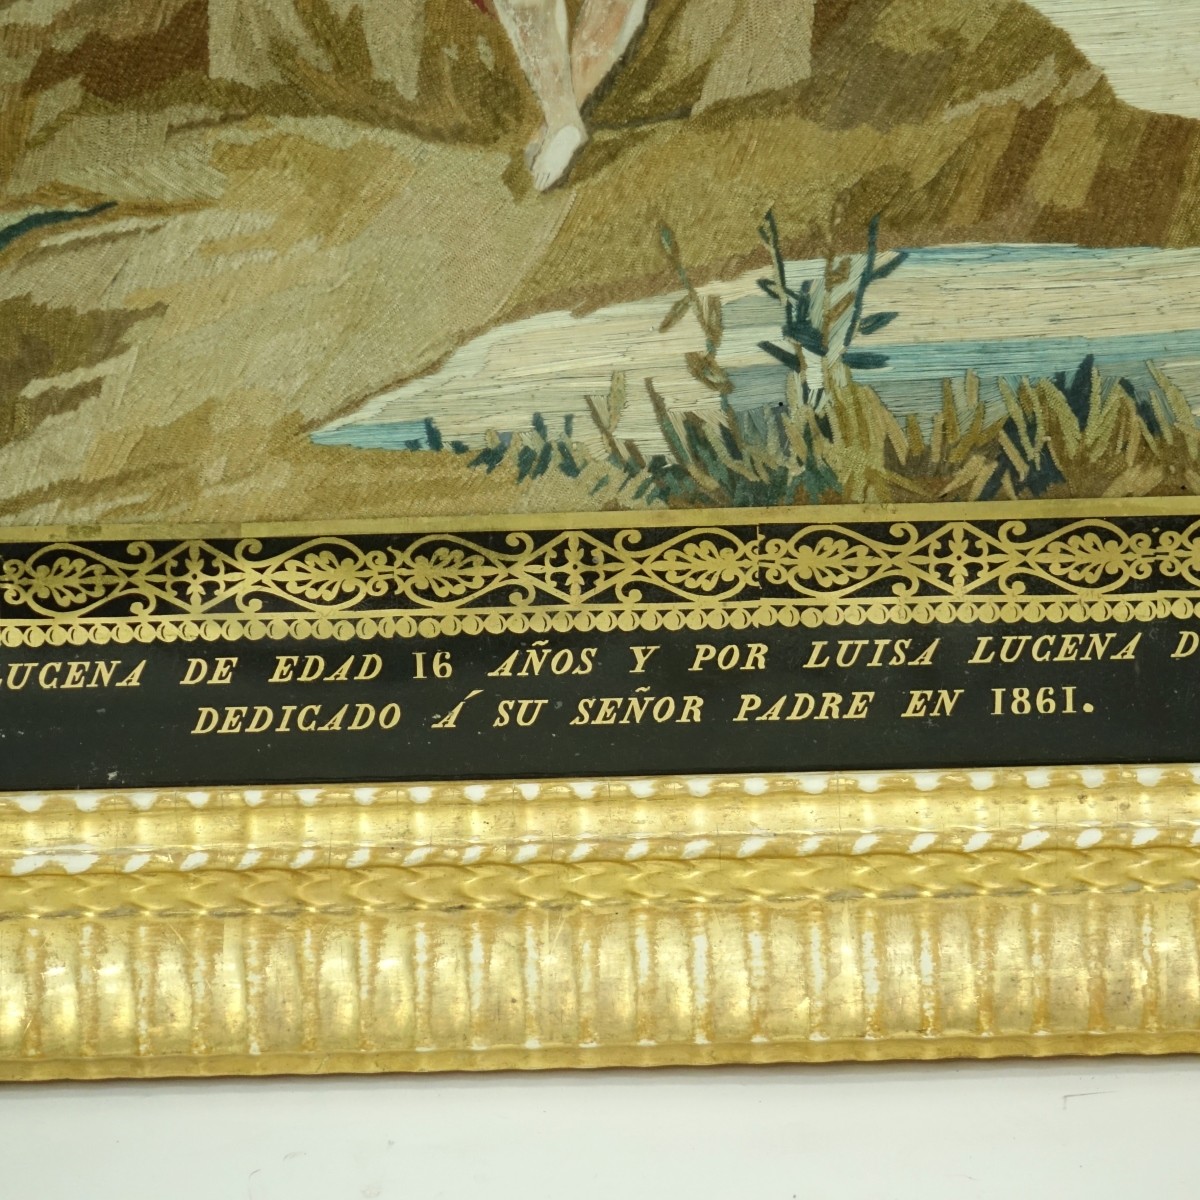 LUCENA DE EDAD 16 AÑOS Y POR LUISA LUCENA D
DEDICADO Á SU SEÑOR PADRE EN 1861.